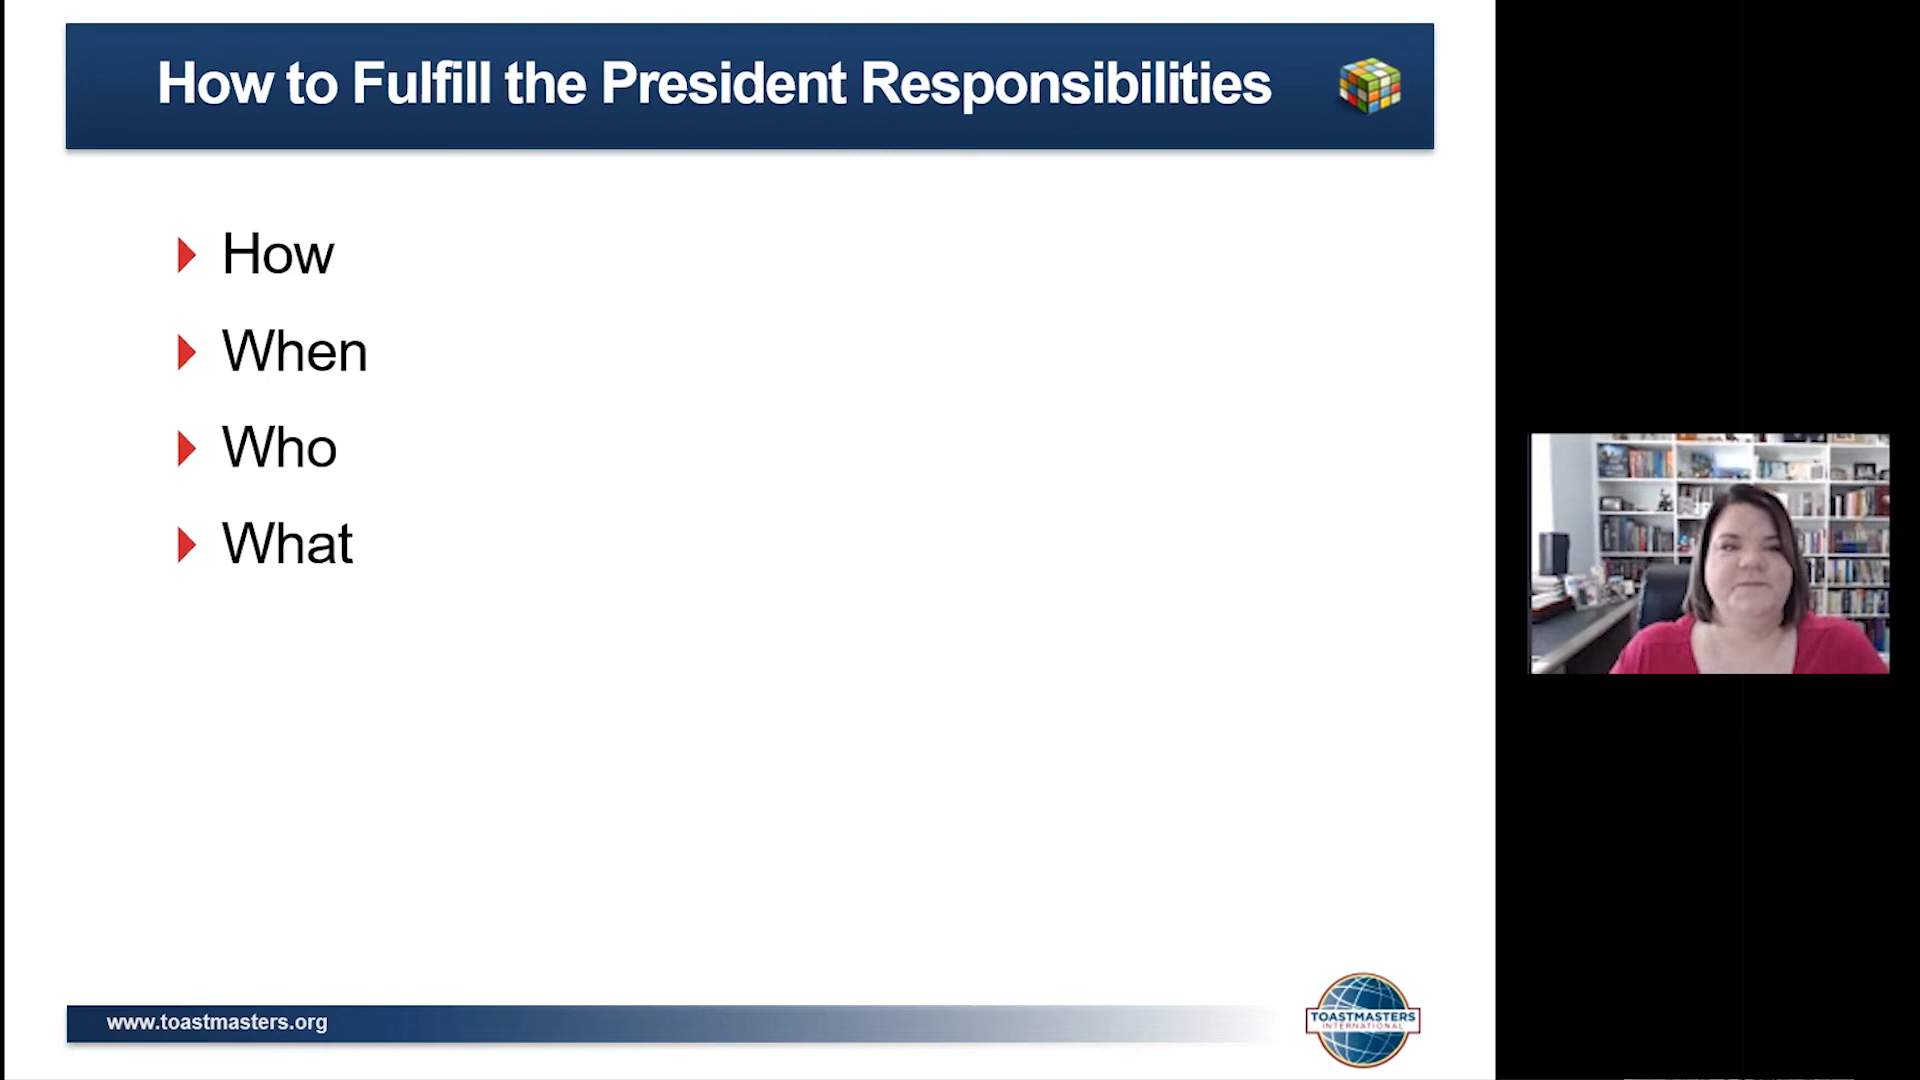 How to Fulfill the President Responsibilities
How
When
Who
What
www.toastmasters.org
TOASTMASTERS
INTERNATIONAL